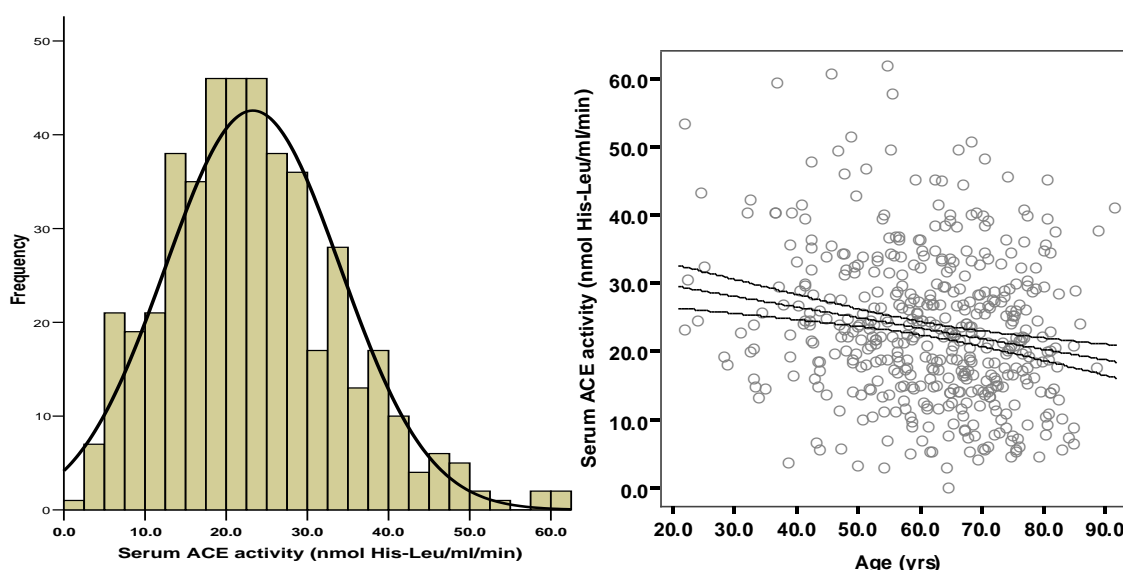 50
40
30
20
10
0
Frequency
0.0 10.0 20.0 30.0 40.0 50.0 60.0
Serum ACE activity (nmol His-Leu/ml/min)
60.0
50.0
40.0
30.0
20.0
10.0
0.0
Serum ACE activity (nmol His-Leu/ml/min)
20.0 30.0 40.0 50.0 60.0 70.0 80.0 90.0
Age (yrs)